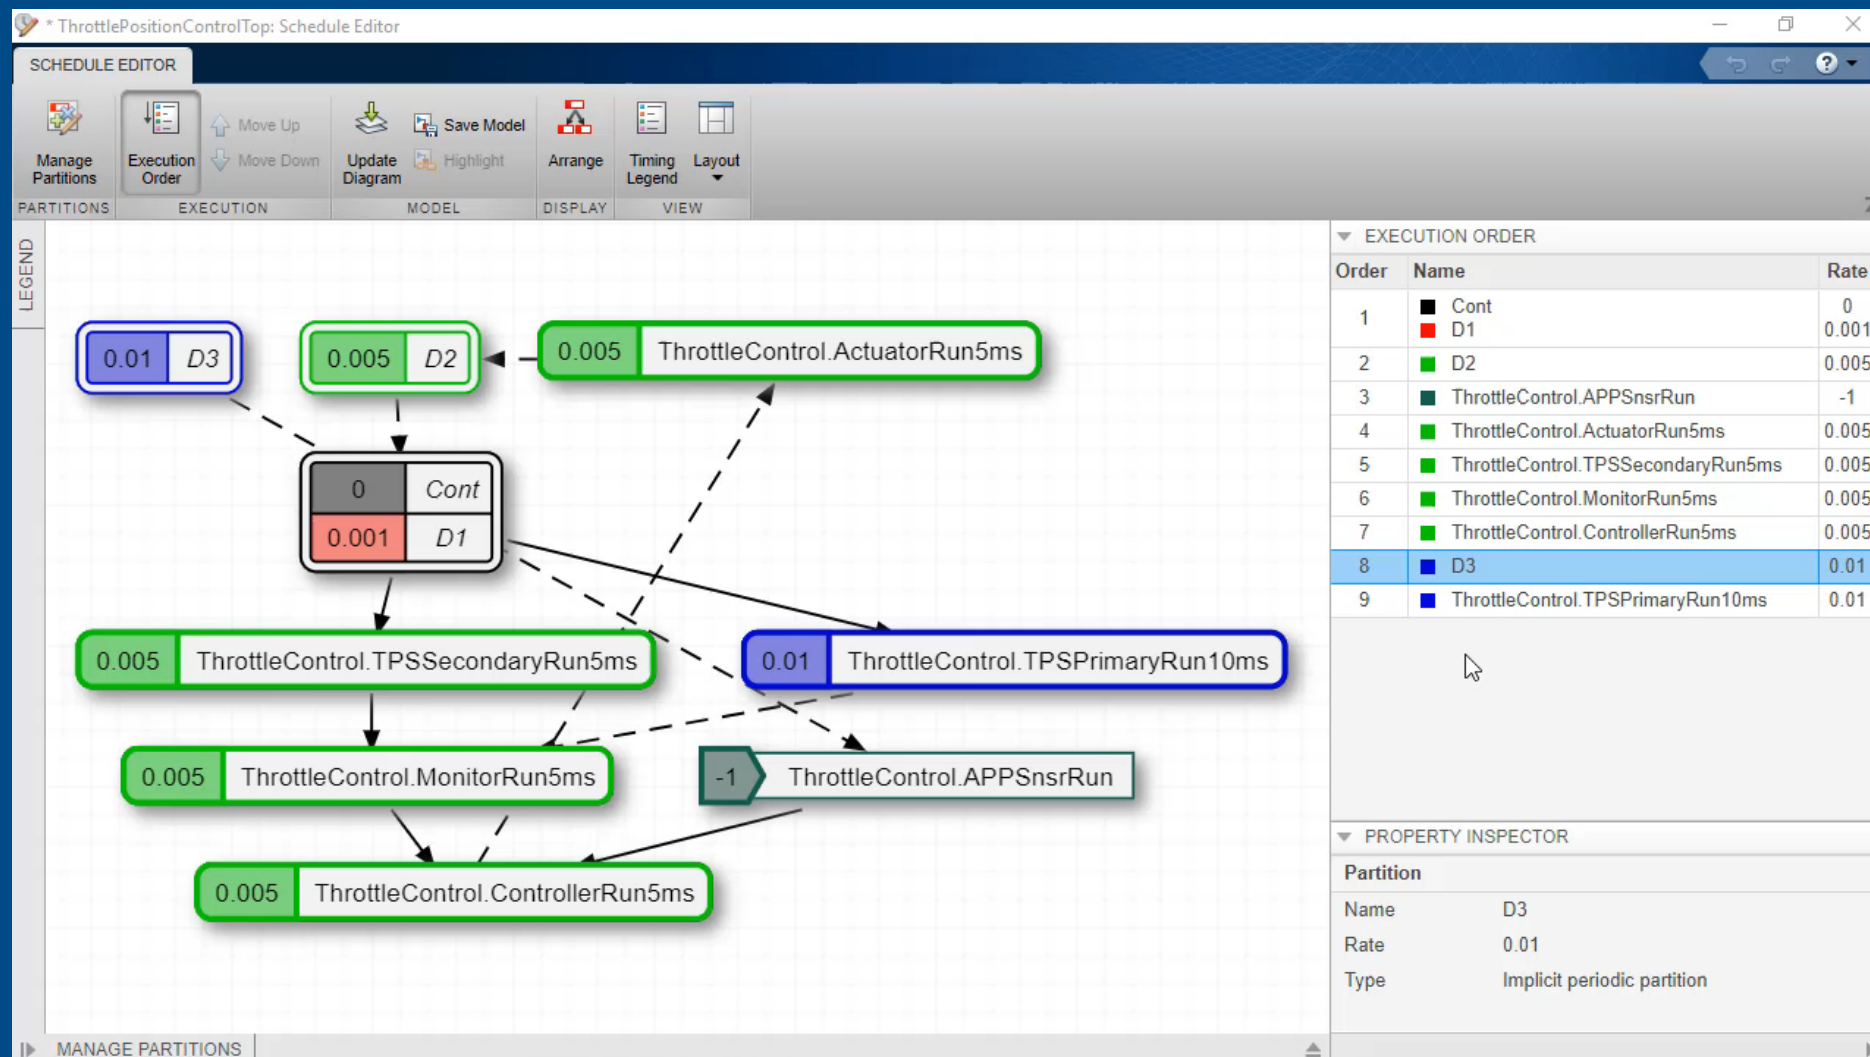 * ThrottlePositionControlTop: Schedule Editor
SCHEDULE EDITOR
?
Manage Partitions
Execution Order
Move Up
Move Down
Update Diagram
Save Model
Highlight
Arrange
Timing Legend
Layout
PARTITIONS
EXECUTION
MODEL
DISPLAY
VIEW
LEGEND
0.01 D3
0.005 D2
0.005 ThrottleControl.ActuatorRun5ms
0 Cont
0.001 D1
0.005 ThrottleControl.TPSSecondaryRun5ms
0.01 ThrottleControl.TPSPrimaryRun10ms
0.005 ThrottleControl.MonitorRun5ms
-1 ThrottleControl.APPSnsrRun
0.005 ThrottleControl.ControllerRun5ms
MANAGE PARTITIONS
EXECUTION ORDER
Order Name Rate
1 Cont 0
D1 0.001
2 D2 0.005
3 ThrottleControl.APPSnsrRun -1
4 ThrottleControl.ActuatorRun5ms 0.005
5 ThrottleControl.TPSSecondaryRun5ms 0.005
6 ThrottleControl.MonitorRun5ms 0.005
7 ThrottleControl.ControllerRun5ms 0.005
8 D3 0.01
9 ThrottleControl.TPSPrimaryRun10ms 0.01
PROPERTY INSPECTOR
Partition
Name D3
Rate 0.01
Type Implicit periodic partition